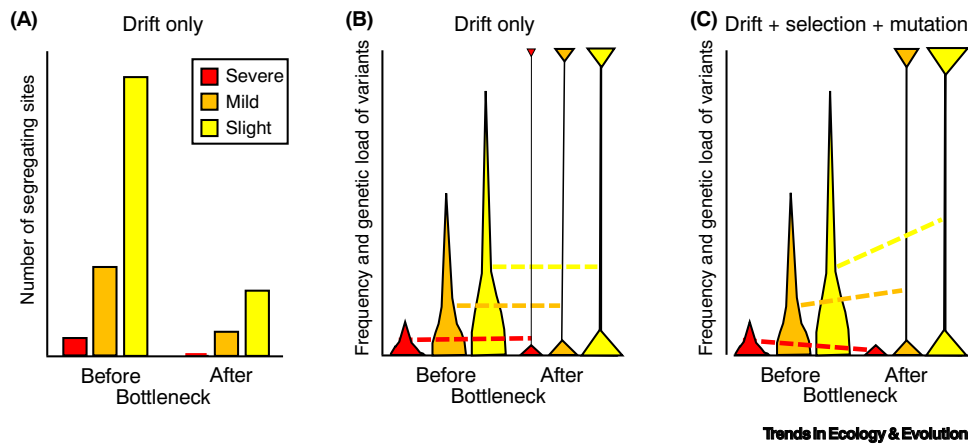 (A)
Drift only
Number of segregating sites
Severe
Mild
Slight
Before
After
Bottleneck
(B)
Drift only
Frequency and genetic load of variants
Before
After
Bottleneck
(C)
Drift + selection + mutation
Frequency and genetic load of variants
Before
After
Bottleneck
Trends in Ecology & Evolution